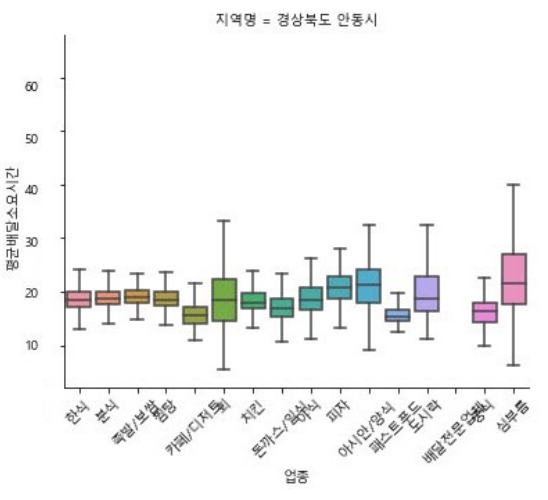 지역명 = 경상북도 안동시
60
50
40
30
20
10
평균배달소요시간
한식
분식
족발/보쌈
찜탕
카페/디저트
회
치킨
돈까스/일식
야식
피자
아시안/양식
패스트푸드
도시락
배달전문업체
중식
심부름
업종